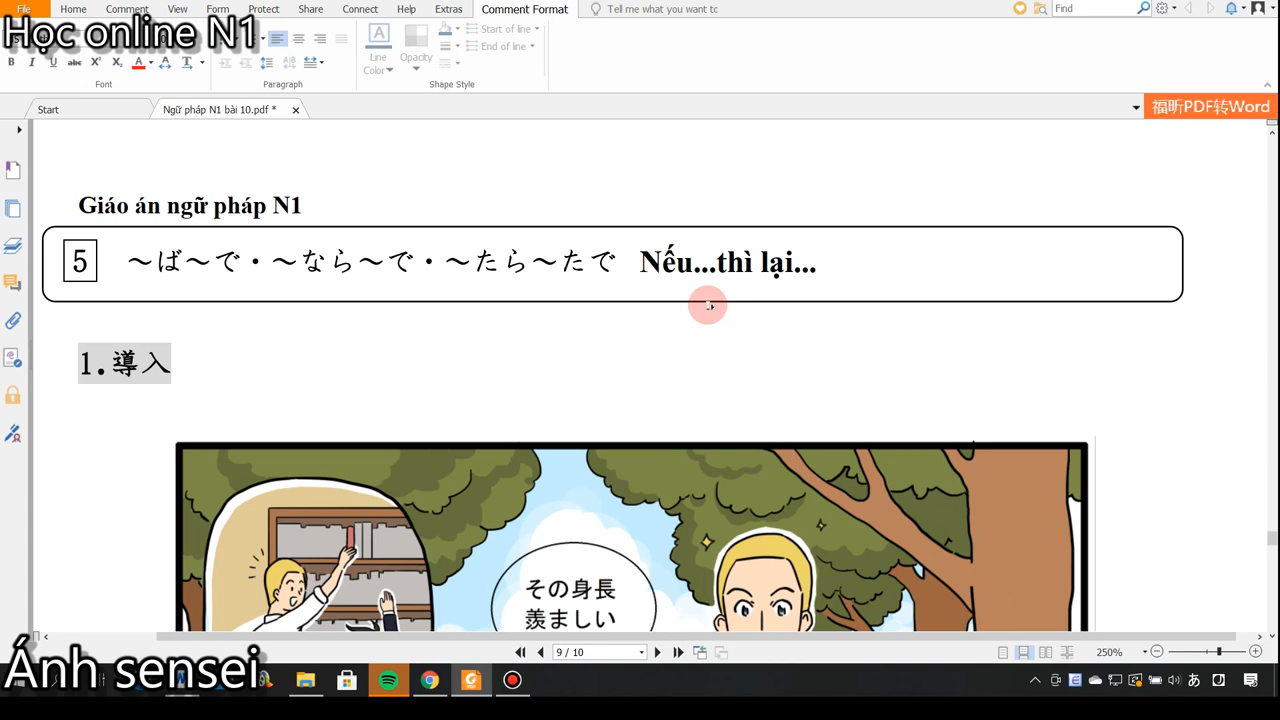 File Home Comment View Form Protect Share Connect Help Extras Comment Format Tell me what you want to Find
Học online N1
Start of line
End of line
Line Color
Opacity
Font Paragraph Shape Style
Start Ngữ pháp N1 bài 10.pdf * 福昕PDF转Word
Giáo án ngữ pháp N1
5 ～ば～で・～なら～で・～たら～たで Nếu...thì lại...
1.導入
その身長
羨ましい
9 / 10 250%
Ánh sensei